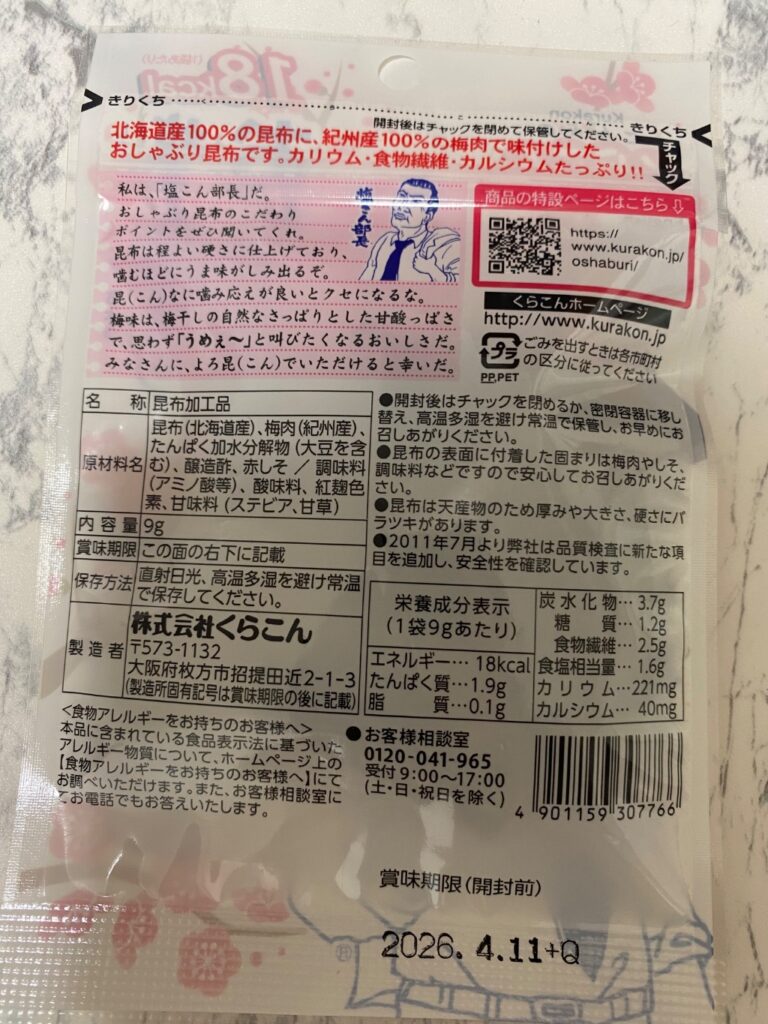 (1袋あたり)
18kcal
Kurakon
きりくち
開封後はチャックを閉めて保管してください。
きりくち
チャック
北海道産100%の昆布に、紀州産100%の梅肉で味付けした
おしゃぶり昆布です。カリウム・食物繊維・カルシウムたっぷり!!
私は、「塩こん部長」だ。
おしゃぶり昆布のこだわり
ポイントをぜひ聞いてくれ。
昆布は程よい硬さに仕上げており、
噛むほどにうま味がしみ出るぞ。
昆(こん)なに噛み応えが良いとクセになるな。
梅味は、梅干しの自然なさっぱりとした甘酸っぱさ
で、思わず「うめぇ〜」と叫びたくなるおいしさだ。
みなさんに、よろ昆(こん)でいただけると幸いだ。
塩こん部長
商品の特設ページはこちら⇩
https://
www.kurakon.jp/
oshaburi/
くらこんホームページ
http://www.kurakon.jp
プラ
PP,PET
ごみを出すときは各市町村
の区分に従ってください
名 称 昆布加工品
原材料名 昆布(北海道産)、梅肉(紀州産)、
たんぱく加水分解物(大豆を含
む)、醸造酢、赤しそ/調味料
(アミノ酸等)、酸味料、紅麹色
素、甘味料(ステビア、甘草)
内容量 9g
賞味期限 この面の右下に記載
保存方法 直射日光、高温多湿を避け常温
で保存してください。
製造者 株式会社くらこん
〒573-1132
大阪府枚方市招提田近2-1-3
(製造所固有記号は賞味期限の後に記載)
●開封後はチャックを閉めるか、密閉容器に移し
替え、高温多湿を避け常温で保管し、お早めにお
召しあがりください。
●昆布の表面に付着した固まりは梅肉やしそ、
調味料などですので安心してお召しあがりくだ
さい。
●昆布は天産物のため厚みや大きさ、硬さにバ
ラツキがあります。
●2011年7月より弊社は品質検査に新たな項
目を追加し、安全性を確認しています。
栄養成分表示
(1袋9gあたり)
エネルギー…18kcal
たんぱく質…1.9g
脂 質…0.1g
炭水化物…3.7g
糖 質…1.2g
食物繊維…2.5g
食塩相当量…1.6g
カリウム…221mg
カルシウム…40mg
<食物アレルギーをお持ちのお客様へ>
本品に含まれている食品表示法に基づいた
アレルギー物質について、ホームページ上の
【食物アレルギーをお持ちのお客様へ】にて
お調べいただけます。また、お客様相談室に
てお電話でもお答えいたします。
●お客様相談室
0120-041-965
受付9:00〜17:00
(土・日・祝日を除く)
4 901159 307766
賞味期限(開封前)
2026. 4.11+Q